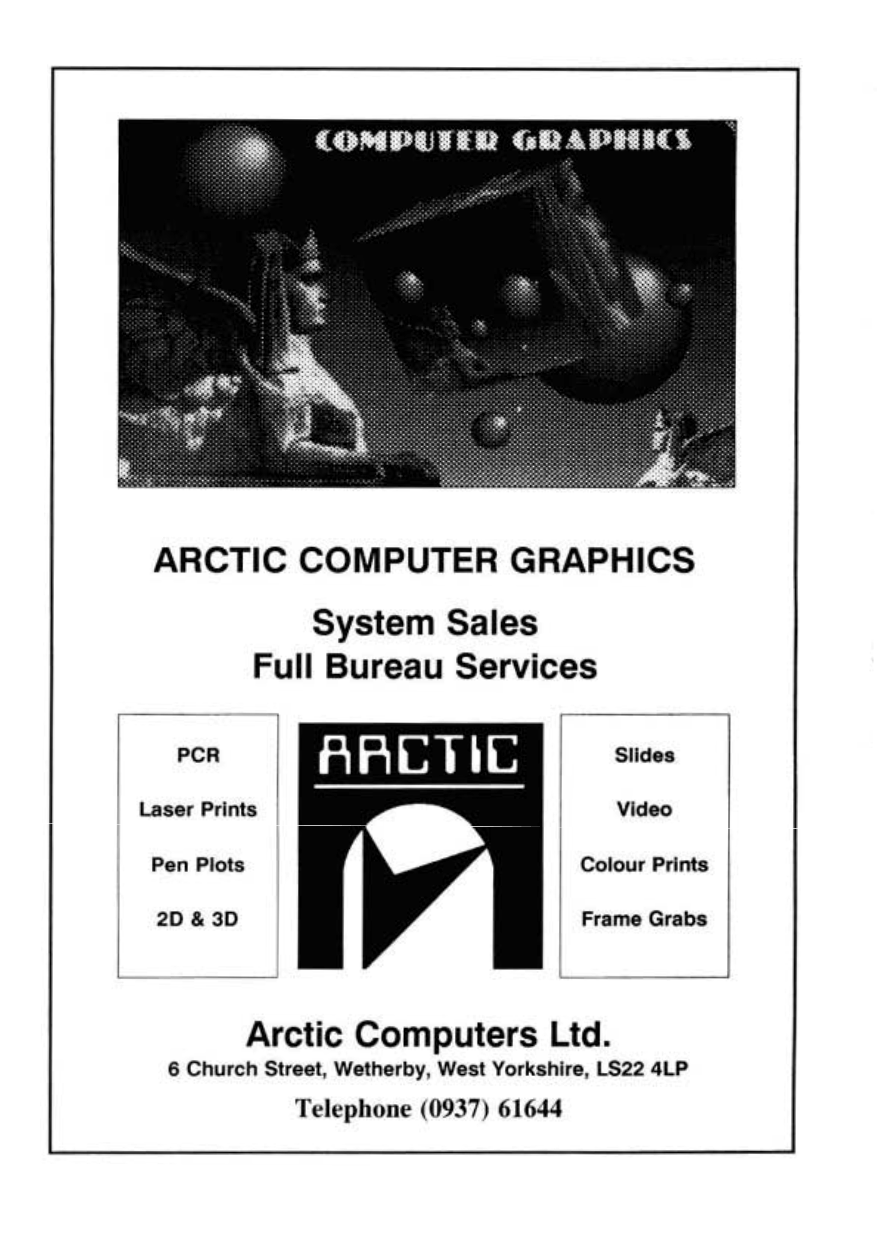 COMPUTER GRAPHICS
ARCTIC COMPUTER GRAPHICS
System Sales
Full Bureau Services
PCR
Laser Prints
Pen Plots
2D & 3D
ARCTIC
Slides
Video
Colour Prints
Frame Grabs
Arctic Computers Ltd.
6 Church Street, Wetherby, West Yorkshire, LS22 4LP
Telephone (0937) 61644